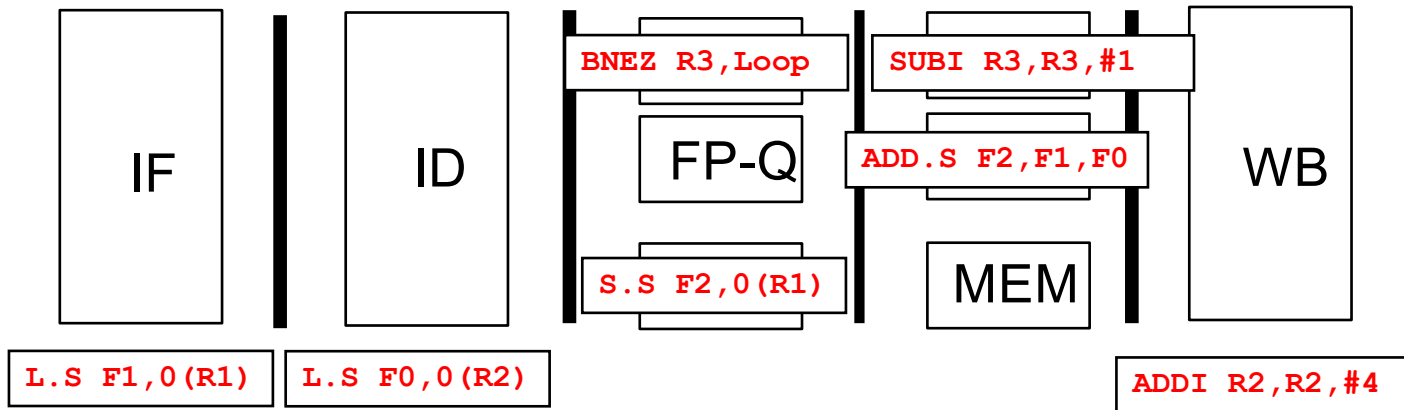 BNEZ R3,Loop
SUBI R3,R3,#1
IF
ID
FP-Q
ADD.S F2,F1,F0
WB
S.S F2,0(R1)
MEM
L.S F1,0(R1)
L.S F0,0(R2)
ADDI R2,R2,#4